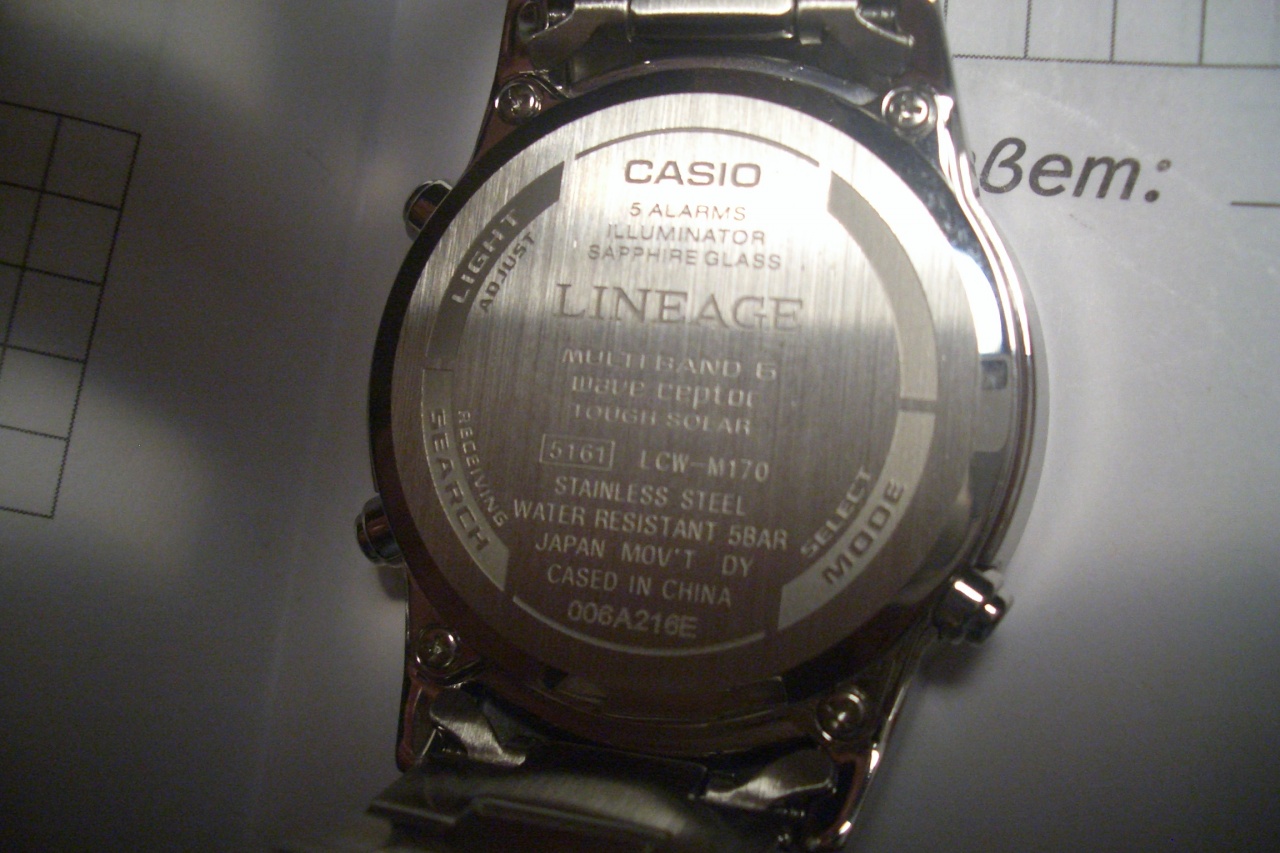 CASIO
5 ALARMS
ILLUMINATOR
SAPPHIRE GLASS
LINEAGE
MULTI BAND 6
wave ceptor
TOUGH SOLAR
5161 LCW-M170
STAINLESS STEEL
WATER RESISTANT 5BAR
JAPAN MOV'T DY
CASED IN CHINA
006A216E
LIGHT
ADJUST
RECEIVING
SEARCH
SELECT
MODE
ßem: